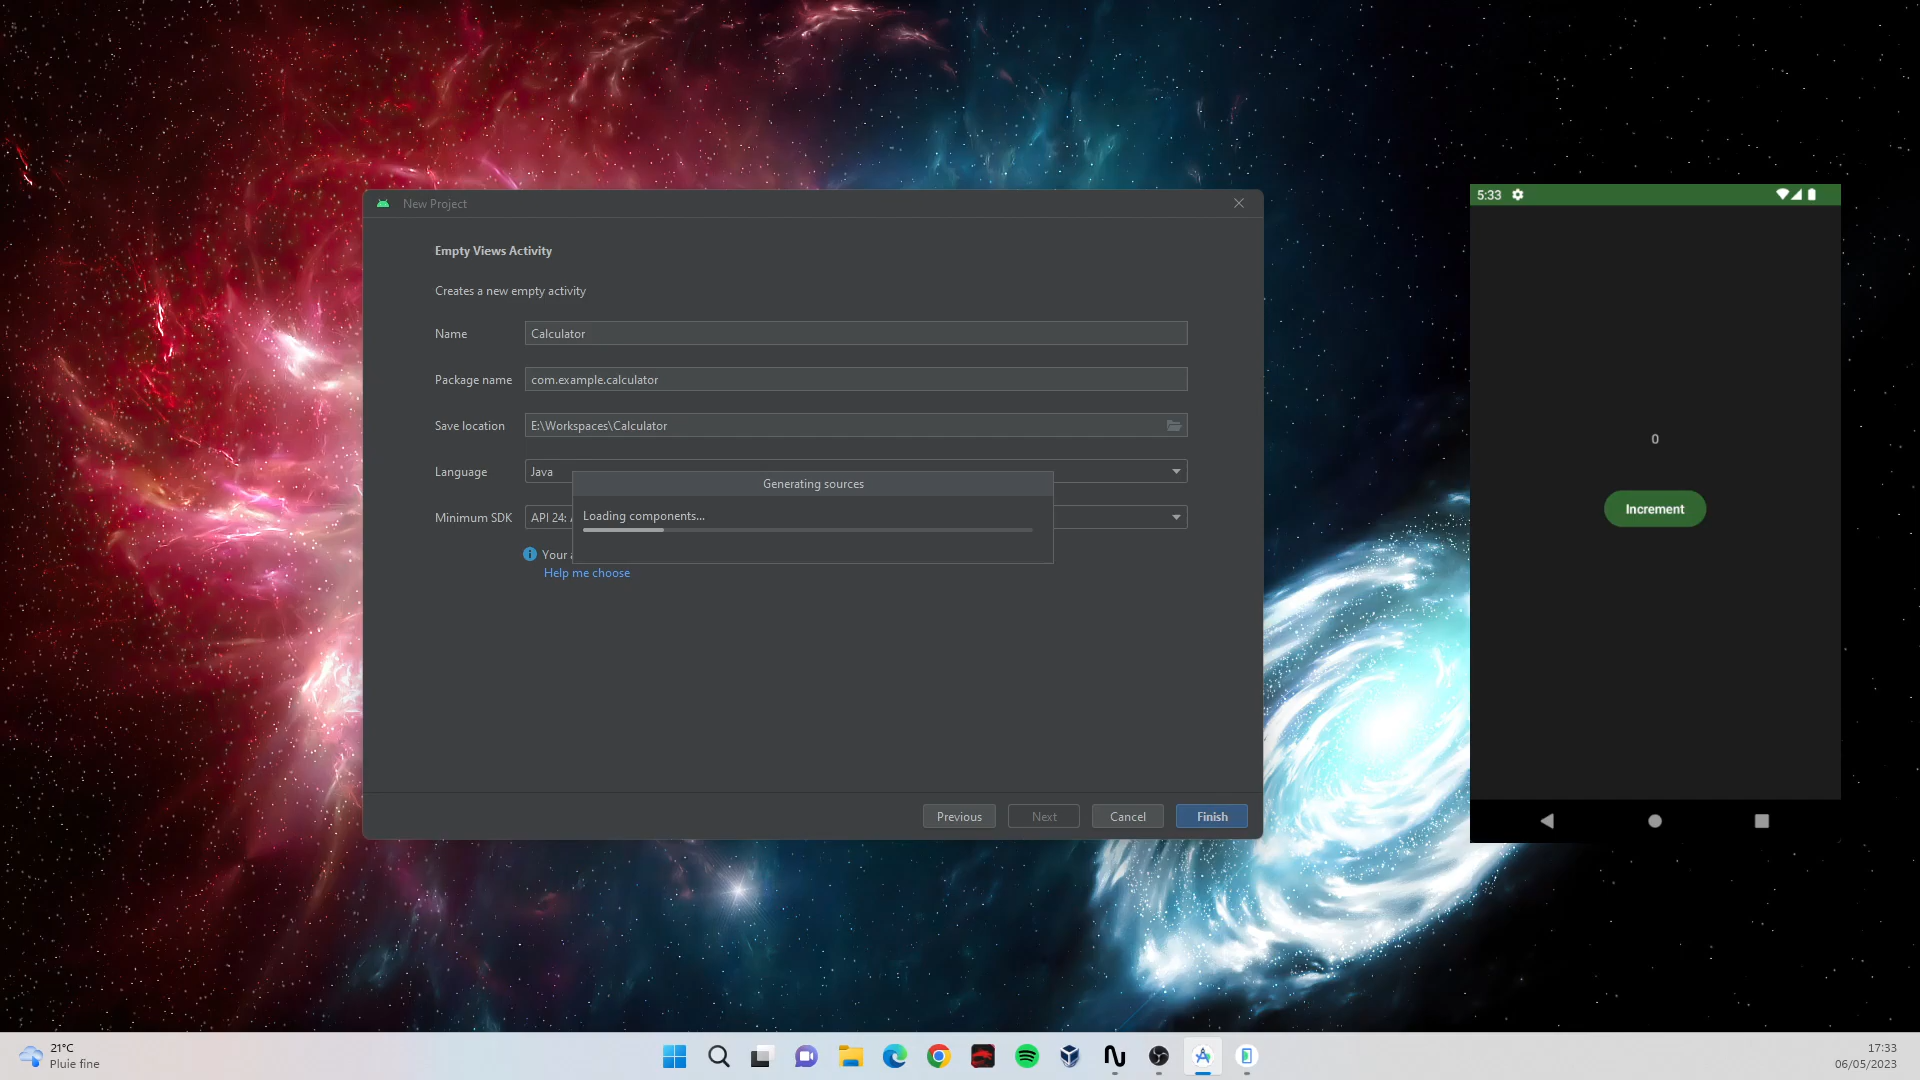 New Project
Empty Views Activity
Creates a new empty activity
Name
Calculator
Package name
com.example.calculator
Save location
E:\Workspaces\Calculator
Language
Java
Generating sources
Loading components...
Minimum SDK
API 24:
Your
Help me choose
Previous
Next
Cancel
Finish
5:33
0
Increment
21°C
Pluie fine
17:33
06/05/2023